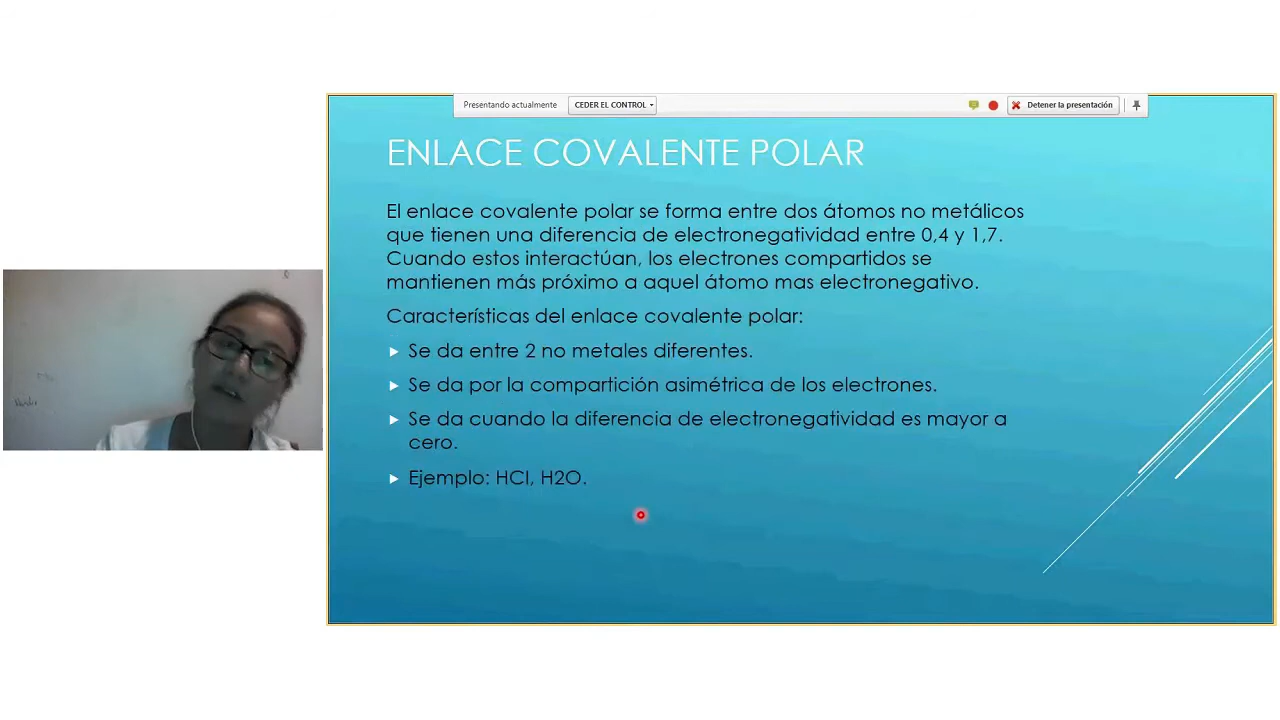 Presentando actualmente
CEDER EL CONTROL
Detener la presentación
ENLACE COVALENTE POLAR
El enlace covalente polar se forma entre dos átomos no metálicos
que tienen una diferencia de electronegatividad entre 0,4 y 1,7.
Cuando estos interactúan, los electrones compartidos se
mantienen más próximo a aquel átomo mas electronegativo.
Características del enlace covalente polar:
Se da entre 2 no metales diferentes.
Se da por la compartición asimétrica de los electrones.
Se da cuando la diferencia de electronegatividad es mayor a
cero.
Ejemplo: HCl, H2O.